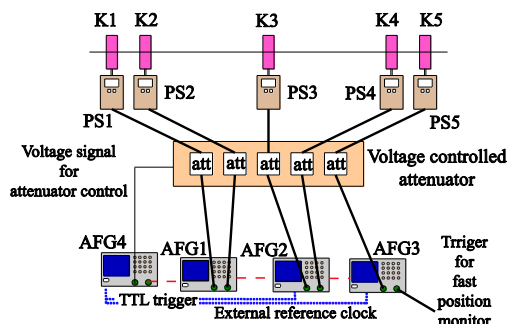 K1 K2 K3 K4 K5
PS1 PS2 PS3 PS4 PS5
Voltage signal
for
attenuator control
att att att att att
Voltage controlled
attenuator
AFG4 AFG1 AFG2 AFG3
TTL trigger
External reference clock
Trriger for
fast
position
monitor